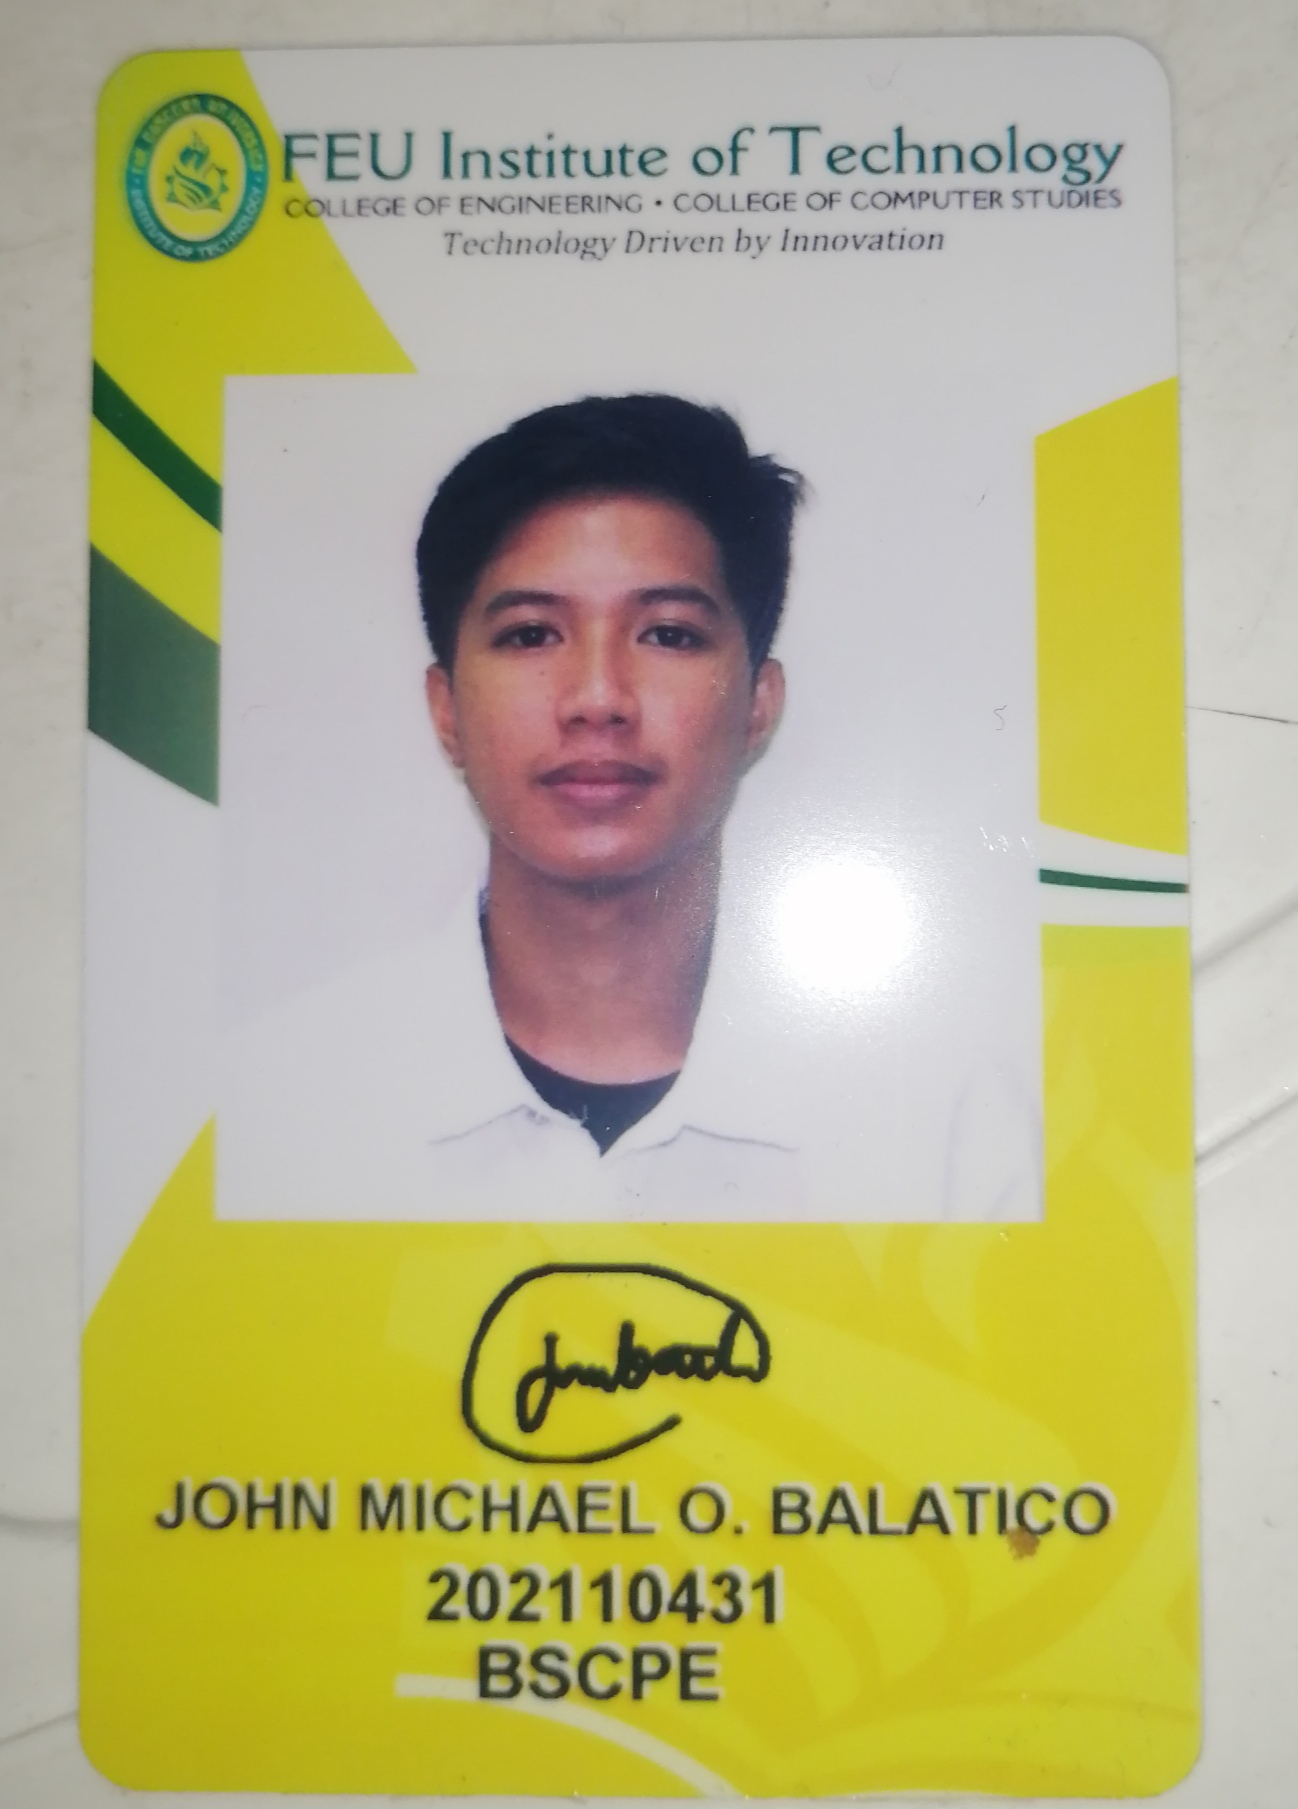 FEU Institute of Technology
COLLEGE OF ENGINEERING • COLLEGE OF COMPUTER STUDIES
Technology Driven by Innovation
JOHN MICHAEL O. BALATICO
202110431
BSCPE